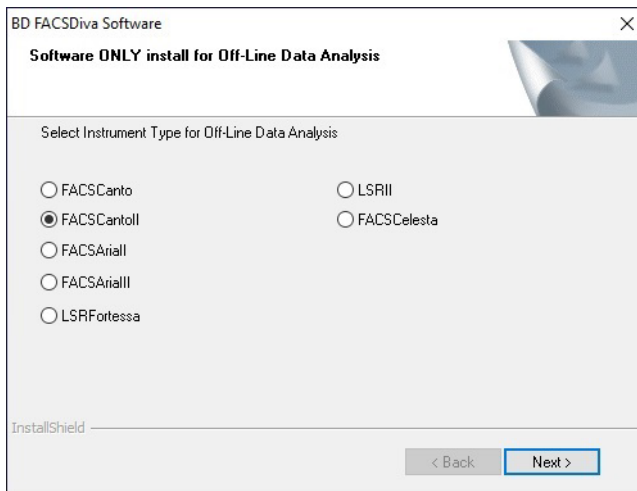 BD FACSDiva Software
Software ONLY install for Off-Line Data Analysis
Select Instrument Type for Off-Line Data Analysis
FACSCanto
LSRII
FACSCantoII
FACSCelesta
FACSAriaII
FACSAriaIII
LSRFortessa
InstallShield
< Back
Next >